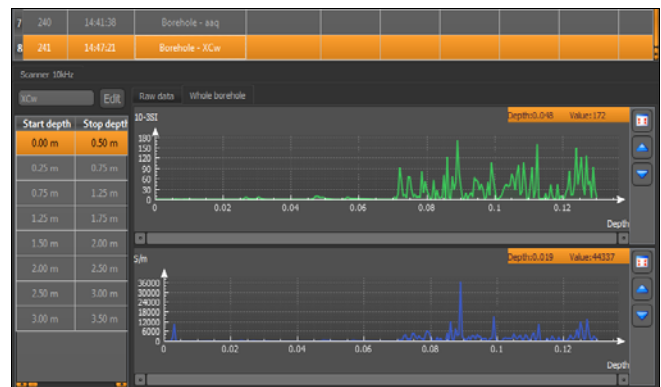 7 240 14:41:38 Borehole - aaq
8 241 14:47:21 Borehole - XCw
Scanner 10kHz
XCw Edit Raw data Whole borehole
Start depth Stop depth
0.00 m 0.50 m
0.25 m 0.75 m
0.75 m 1.25 m
1.25 m 1.75 m
1.50 m 2.00 m
2.00 m 2.50 m
2.50 m 3.00 m
3.00 m 3.50 m
10-3SI Depth:0.048 Value:172
180
150
120
90
60
30
0
0 0.02 0.04 0.06 0.08 0.1 0.12
Depth
S/m Depth:0.019 Value:44337
36000
30000
24000
18000
12000
6000
0
0 0.02 0.04 0.06 0.08 0.1 0.12
Depth